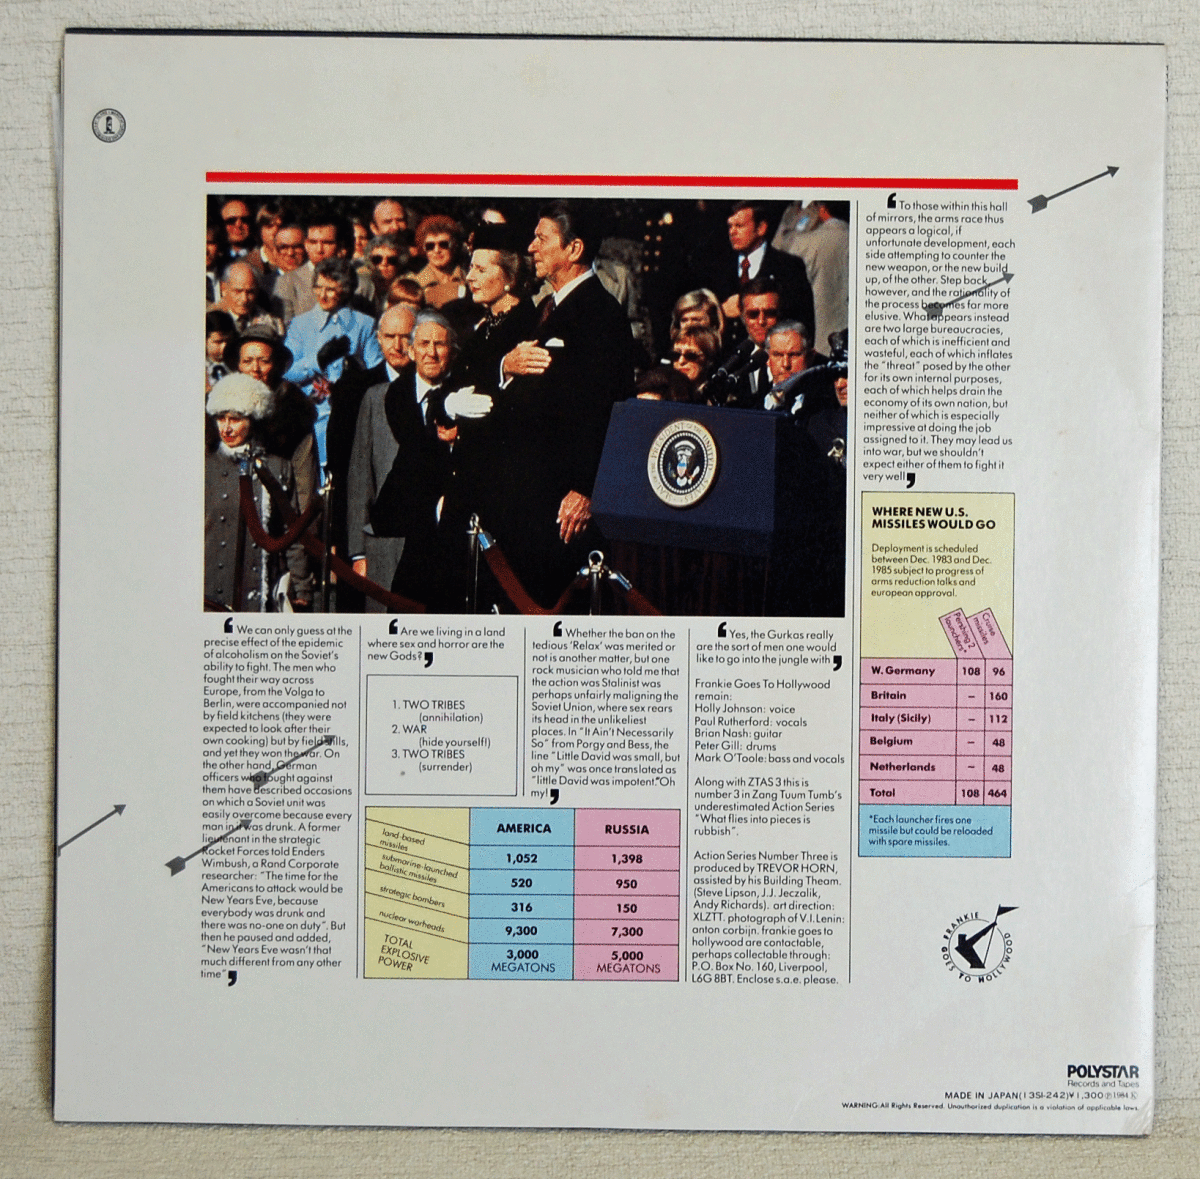 ❛ To those within this hall
of mirrors, the arms race thus
appears a logical, if
unfortunate development, each
side attempting to counter the
new weapon, or the new build
up, of the other. Step back,
however, and the rationality of
the process becomes far more
elusive. What appears instead
are two large bureaucracies,
each of which is inefficient and
wasteful, each of which inflates
the "threat" posed by the other
for its own internal purposes,
each of which helps drain the
economy of its own nation, but
neither of which is especially
impressive at doing the job
assigned to it. They may lead us
into war, but we shouldn't
expect either of them to fight it
very well ❜
SEAL OF THE PRESIDENT OF THE UNITED STATES
❛ We can only guess at the
precise effect of the epidemic
of alcoholism on the Soviet's
ability to fight. The men who
fought their way across
Europe, from the Volga to
Berlin, were accompanied not
by field kitchens (they were
expected to look after their
own cooking) but by field stills,
and yet they won the war. On
the other hand, German
officers who fought against
them have described occasions
on which a Soviet unit was
easily overcome because every
man in it was drunk. A former
lieutenant in the strategic
Rocket Forces told Enders
Wimbush, a Rand Corporate
researcher: "The time for the
Americans to attack would be
New Years Eve, because
everybody was drunk and
there was no-one on duty". But
then he paused and added,
"New Years Eve wasn't that
much different from any other
time" ❜
❛ Are we living in a land
where sex and horror are the
new Gods? ❜
1. TWO TRIBES
(annihilation)
2. WAR
(hide yourself!)
3. TWO TRIBES
(surrender)
❛ Whether the ban on the
tedious 'Relax' was merited or
not is another matter, but one
rock musician who told me that
the action was Stalinist was
perhaps unfairly maligning the
Soviet Union, where sex rears
its head in the unlikeliest
places. In "It Ain't Necessarily
So" from Porgy and Bess, the
line "Little David was small, but
oh my" was once translated as
"little David was impotent." Oh
my! ❜
❛ Yes, the Gurkas really
are the sort of men one would
like to go into the jungle with ❜
Frankie Goes To Hollywood
remain:
Holly Johnson: voice
Paul Rutherford: vocals
Brian Nash: guitar
Peter Gill: drums
Mark O'Toole: bass and vocals
Along with ZTAS 3 this is
number 3 in Zang Tuum Tumb's
underestimated Action Series
"What flies into pieces is
rubbish".
Action Series Number Three is
produced by TREVOR HORN,
assisted by his Building Theam.
(Steve Lipson, J.J. Jeczalik,
Andy Richards). art direction:
XLZTT. photograph of V.I. Lenin:
anton corbijn. frankie goes to
hollywood are contactable,
perhaps collectable through:
P.O. Box No. 160, Liverpool,
L6G 8BT. Enclose s.a.e. please.
AMERICA RUSSIA
land-based
missiles 1,052 1,398
submarine-launched
ballistic missiles 520 950
strategic bombers 316 150
nuclear warheads 9,300 7,300
TOTAL
EXPLOSIVE
POWER 3,000
MEGATONS 5,000
MEGATONS
WHERE NEW U.S.
MISSILES WOULD GO
Deployment is scheduled
between Dec. 1983 and Dec.
1985 subject to progress of
arms reduction talks and
european approval.
Pershing 2
launchers*
Cruise
missiles
W. Germany 108 96
Britain – 160
Italy (Sicily) – 112
Belgium – 48
Netherlands – 48
Total 108 464
*Each launcher fires one
missile but could be reloaded
with spare missiles.
FRANKIE GOES TO HOLLYWOOD
POLYSTAR
Records and Tapes
MADE IN JAPAN(13SI-242)¥1,300Ⓟ1984
WARNING:All Rights Reserved. Unauthorized duplication is a violation of applicable laws.